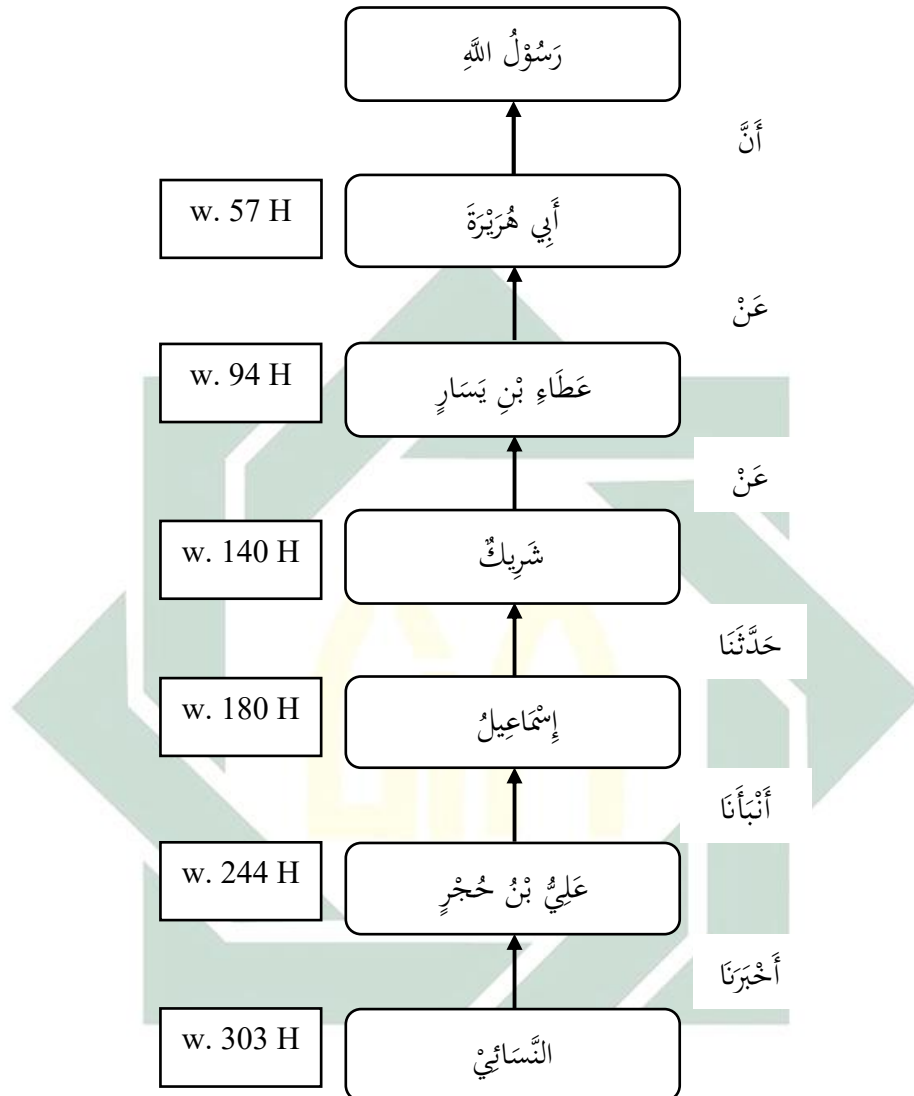 رَسُوْلُ اللَّهِ
أَنَّ
w. 57 H
أَبِي هُرَيْرَةَ
عَنْ
w. 94 H
عَطَاءِ بْنِ يَسَارٍ
عَنْ
w. 140 H
شَرِيكٌ
حَدَّثَنَا
w. 180 H
إِسْمَاعِيلُ
أَنْبَأَنَا
w. 244 H
عَلِيُّ بْنُ حُجْرٍ
أَخْبَرَنَا
w. 303 H
النَّسَائِيْ